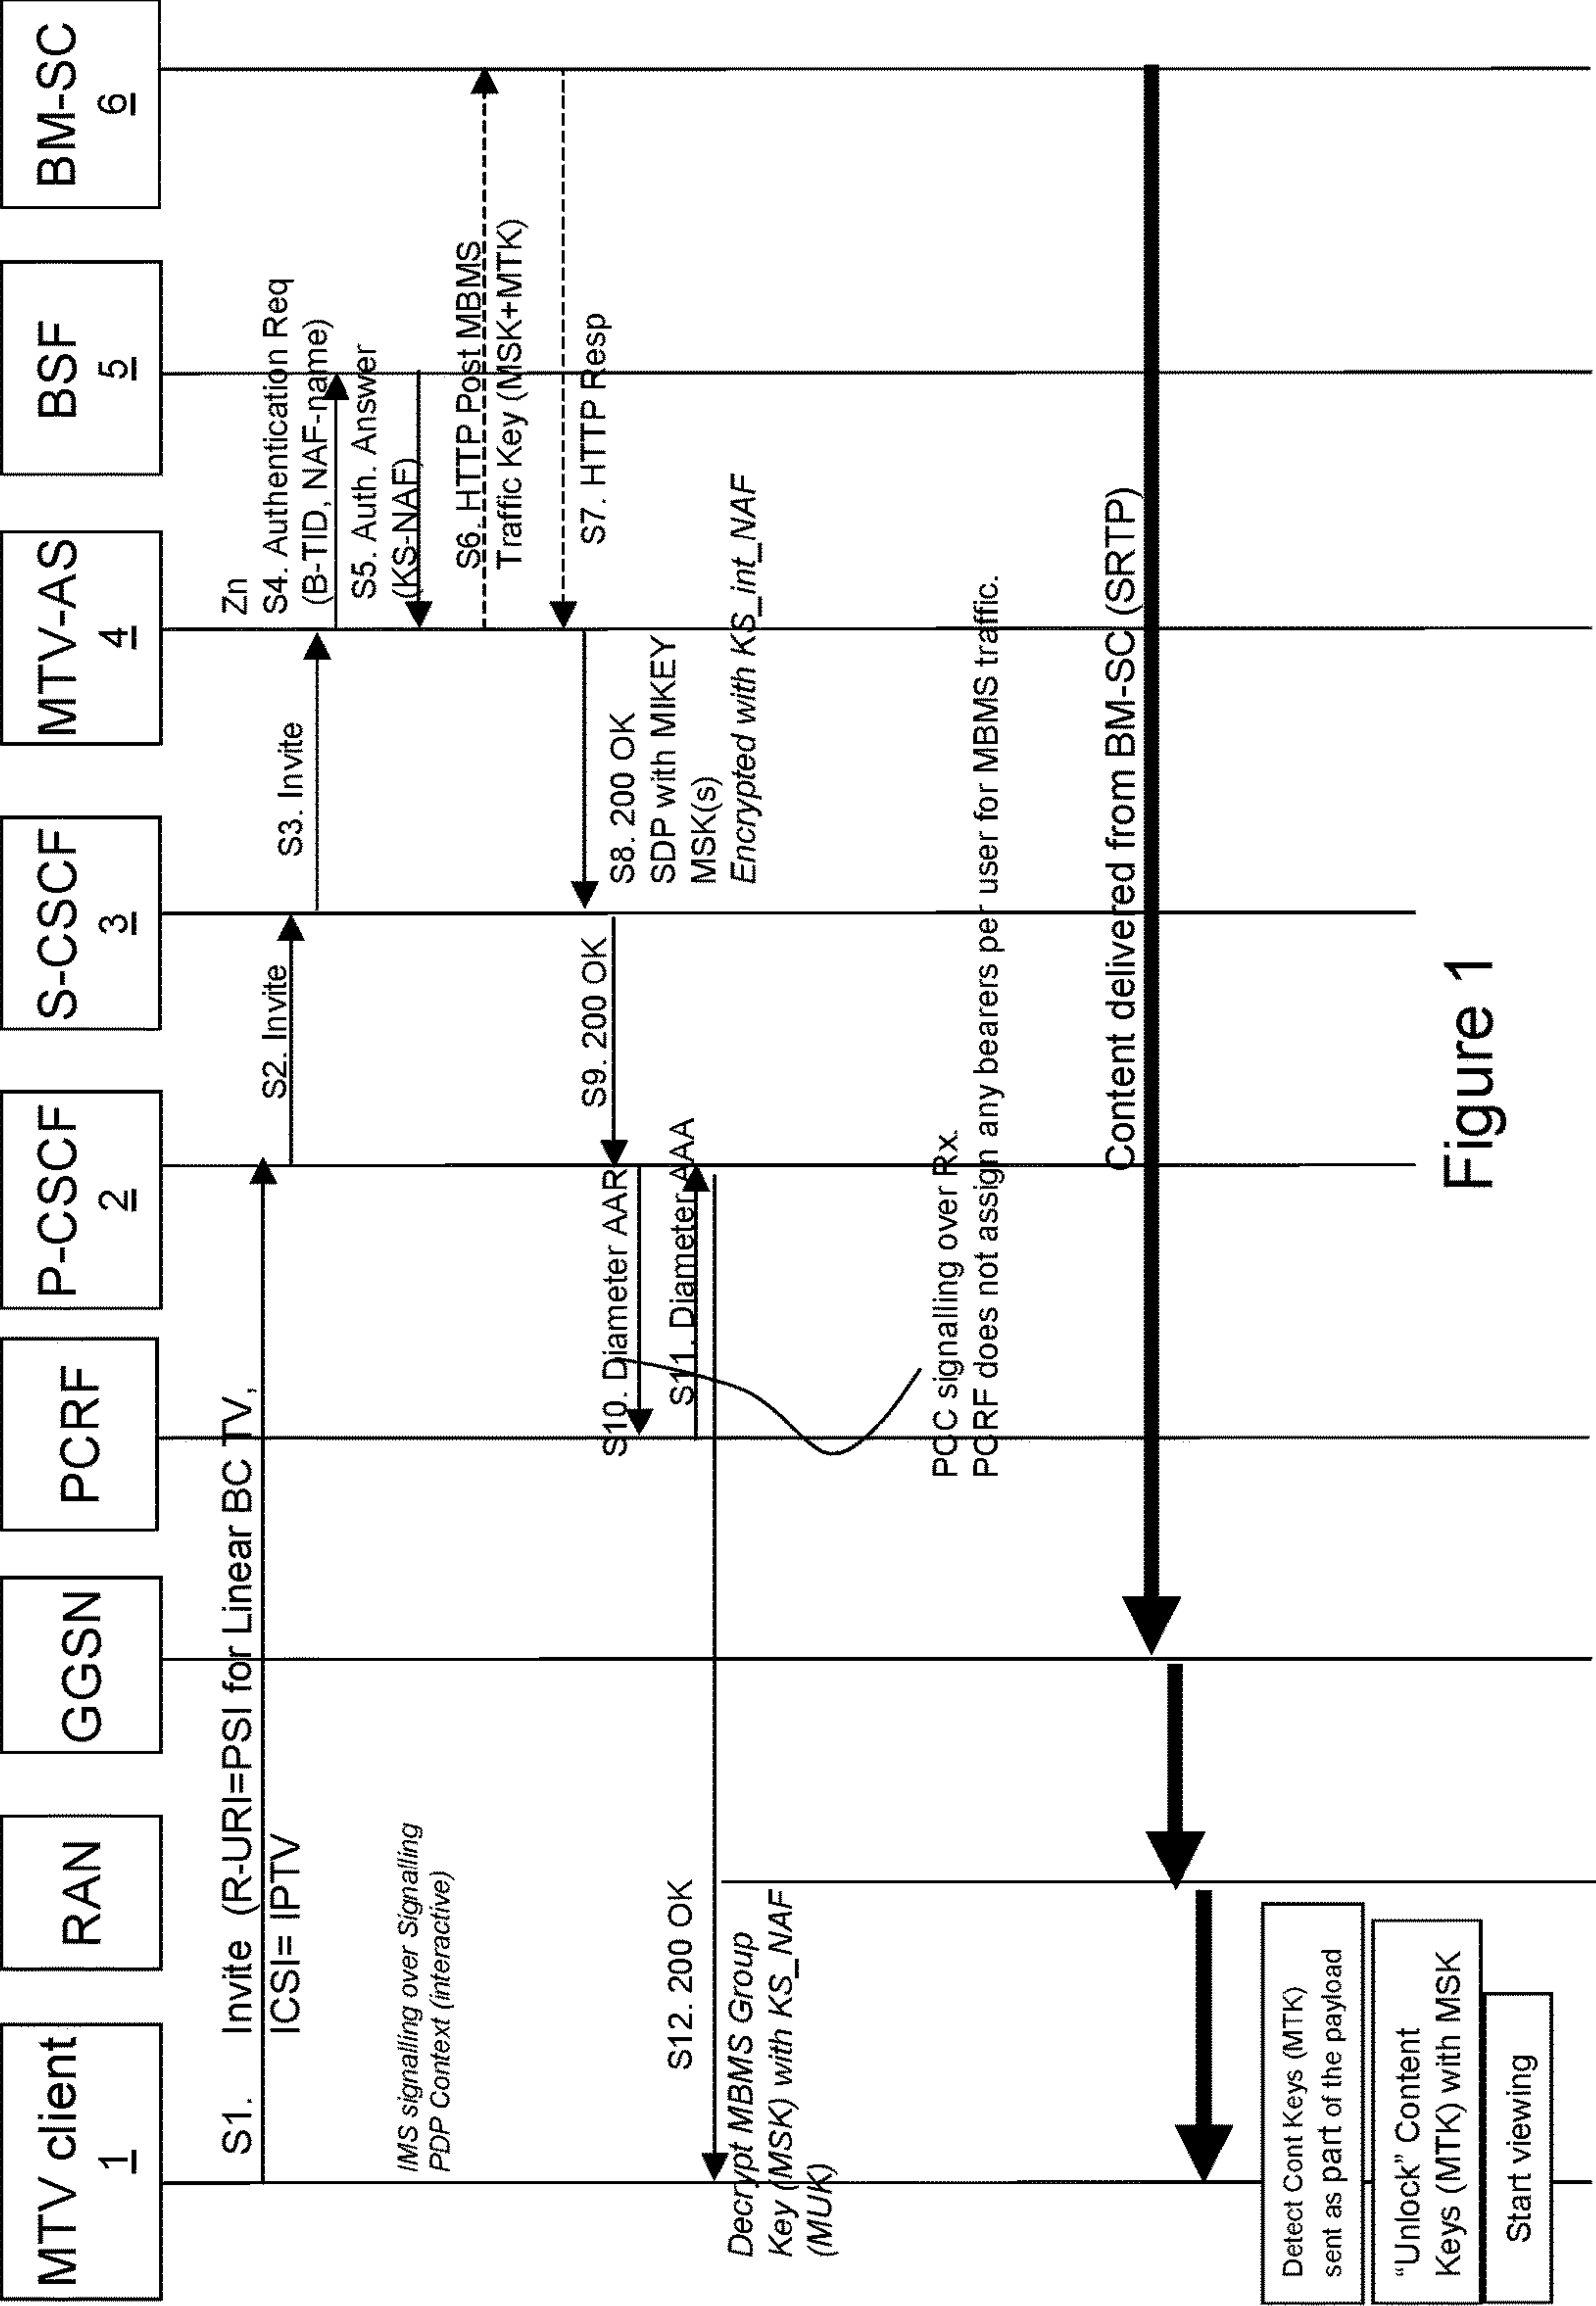 MTV client
1
RAN
GGSN
PCRF
P-CSCF
2
S-CSCF
3
MTV-AS
4
BSF
5
BM-SC
6
S1. Invite (R-URI=PSI for Linear BC TV,
ICSI= IPTV
S2. Invite
S3. Invite
Zn
S4. Authentication Req
(B-TID, NAF-name)
S5. Auth. Answer
(KS-NAF)
IMS signalling over Signalling
PDP Context (interactive)
S6. HTTP Post MBMS
Traffic Key (MSK+MTK)
S7. HTTP Resp
S8. 200 OK
SDP with MIKEY
MSK(s)
Encrypted with KS_int_NAF
S9. 200 OK
S10. Diameter AAR
S11. Diameter AAA
S12. 200 OK
Decrypt MBMS Group
Key (MSK) with KS_NAF
(MUK)
PCC signalling over Rx.
PCRF does not assign any bearers per user for MBMS traffic.
Content delivered from BM-SC (SRTP)
Detect Cont Keys (MTK)
sent as part of the payload
“Unlock” Content
Keys (MTK) with MSK
Start viewing
Figure 1